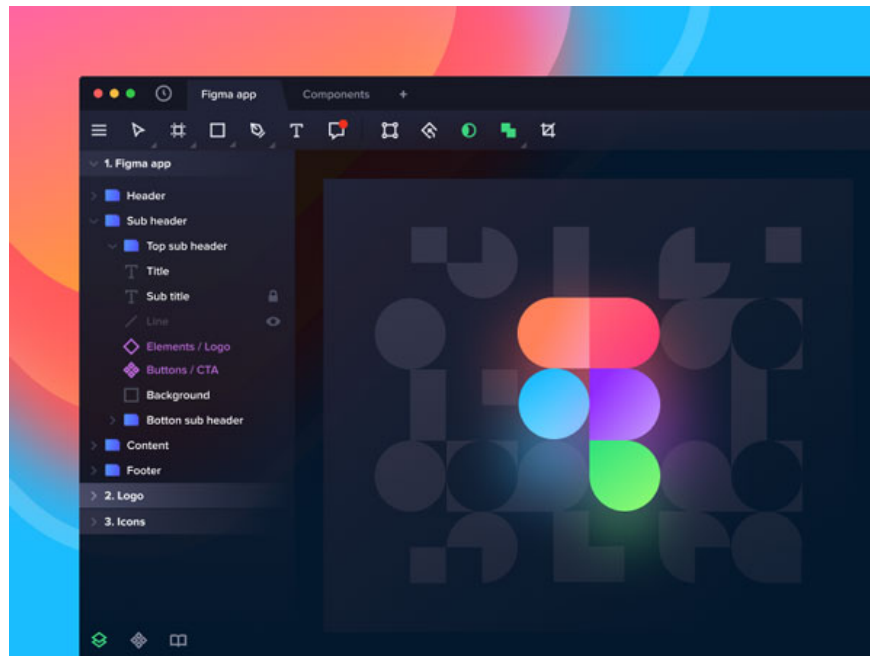 Figma app
Components
1. Figma app
Header
Sub header
Top sub header
Title
Sub title
Line
Elements / Logo
Buttons / CTA
Background
Botton sub header
Content
Footer
2. Logo
3. Icons